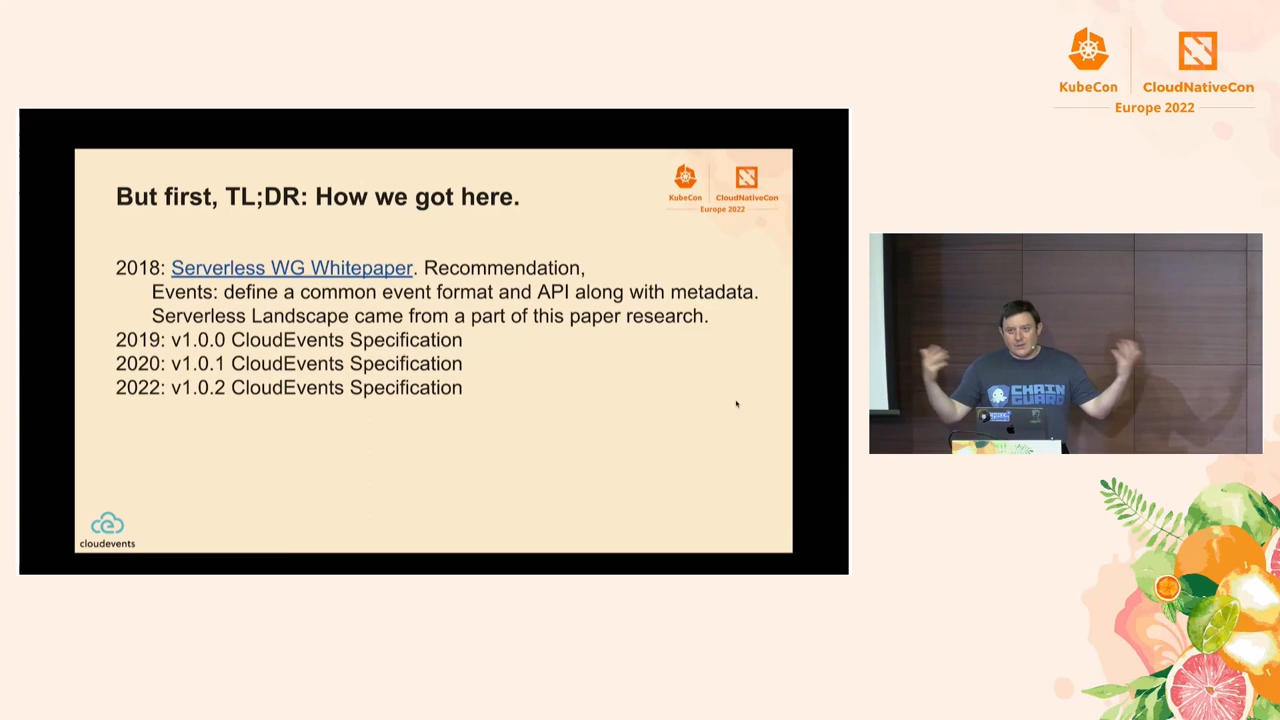 KubeCon
CloudNativeCon
Europe 2022
But first, TL;DR: How we got here.
KubeCon
CloudNativeCon
Europe 2022
2018: Serverless WG Whitepaper. Recommendation,
Events: define a common event format and API along with metadata.
Serverless Landscape came from a part of this paper research.
2019: v1.0.0 CloudEvents Specification
2020: v1.0.1 CloudEvents Specification
2022: v1.0.2 CloudEvents Specification
cloudevents
CHAIN
GUARD